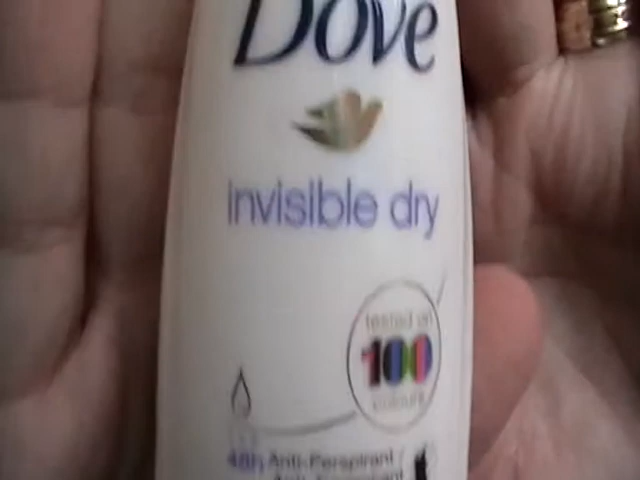 Dove
invisible dry
tested on
100
colours
48h Anti-Perspirant /